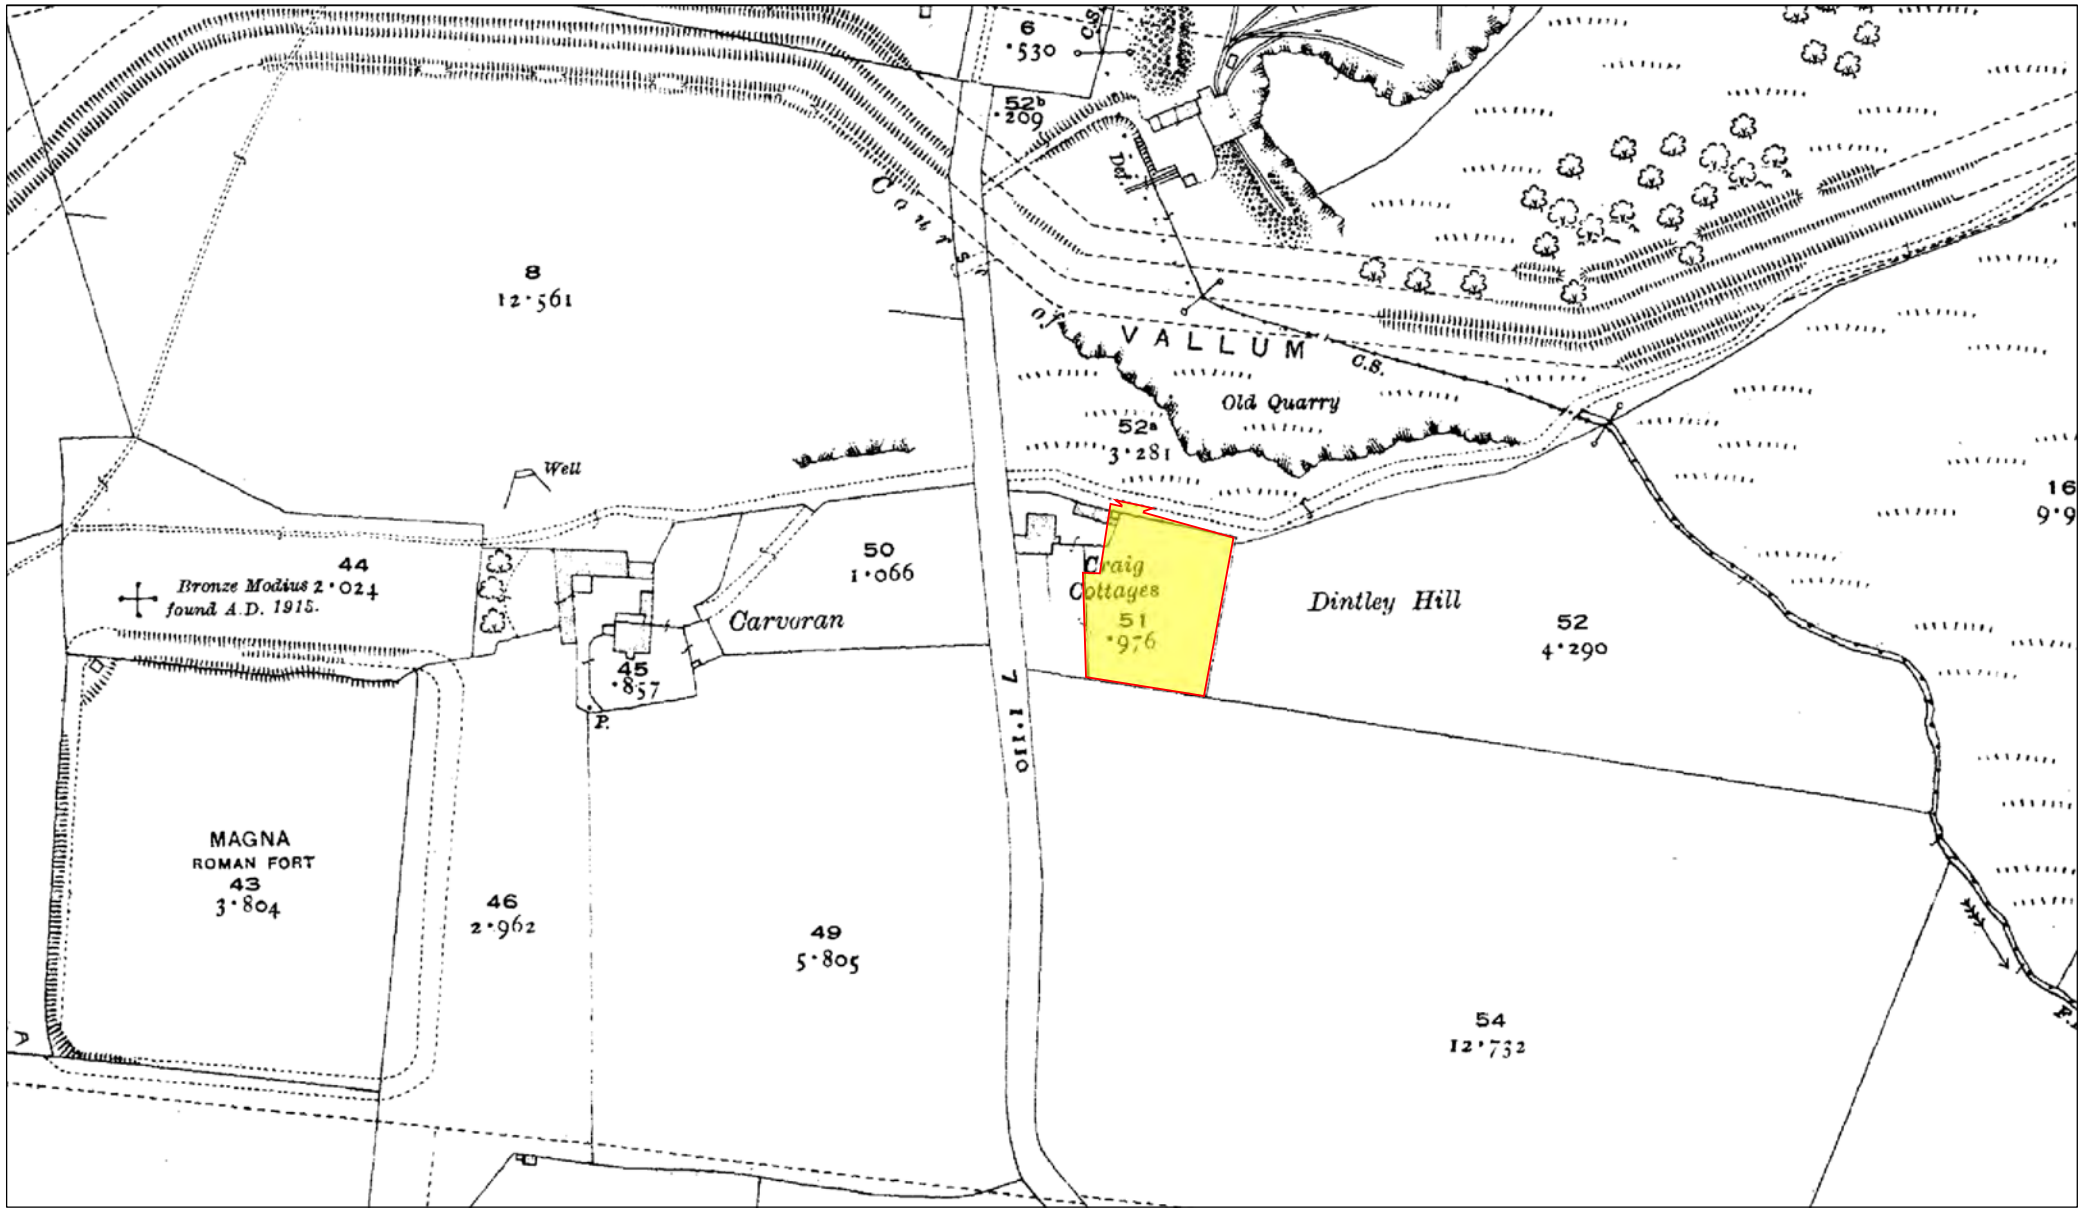 6
·530
C.S.
52b
·209
Def.
Course
of
VALLUM
C.S.
Old Quarry
8
12·561
52a
3·281
Well
16
9·9
44
2·024
Bronze Modius
found A.D. 1915.
50
1·066
Craig
Cottages
51
·976
Carvoran
Dintley Hill
52
4·290
45
·857
P.
7
1·110
MAGNA
ROMAN FORT
43
3·804
46
2·962
49
5·805
54
12·732
A